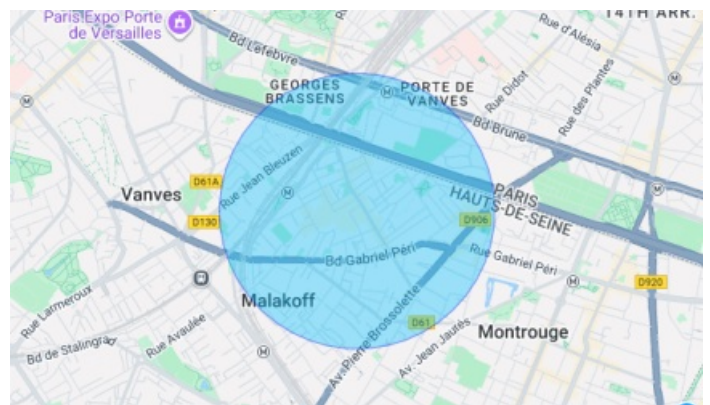 Paris Expo Porte
de Versailles
14TH ARR.
Rue d'Alésia
Bd Lefebvre
GEORGES
BRASSENS
PORTE DE
VANVES
Rue Didot
Rue des Plantes
Bd Brune
D61A
Rue Jean Bleuzen
Vanves
PARIS
HAUTS-DE-SEINE
D130
D906
Bd Gabriel Péri
Rue Gabriel Péri
D920
Rue Larmeroux
Malakoff
Av. Pierre Brossolette
D61
Rue Avaulée
Bd de Stalingrad
Av. Jean Jaurès
Montrouge